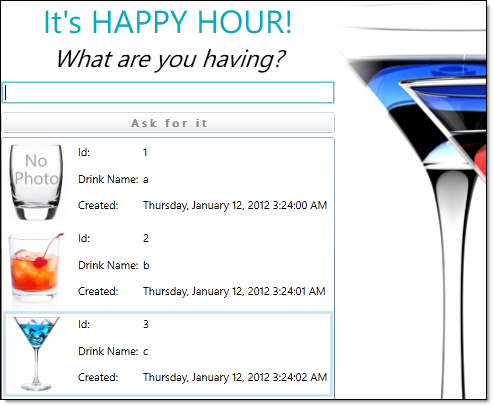 It's HAPPY HOUR!
What are you having?
Ask for it
No
Photo
Id: 1
Drink Name: a
Created: Thursday, January 12, 2012 3:24:00 AM
Id: 2
Drink Name: b
Created: Thursday, January 12, 2012 3:24:01 AM
Id: 3
Drink Name: c
Created: Thursday, January 12, 2012 3:24:02 AM